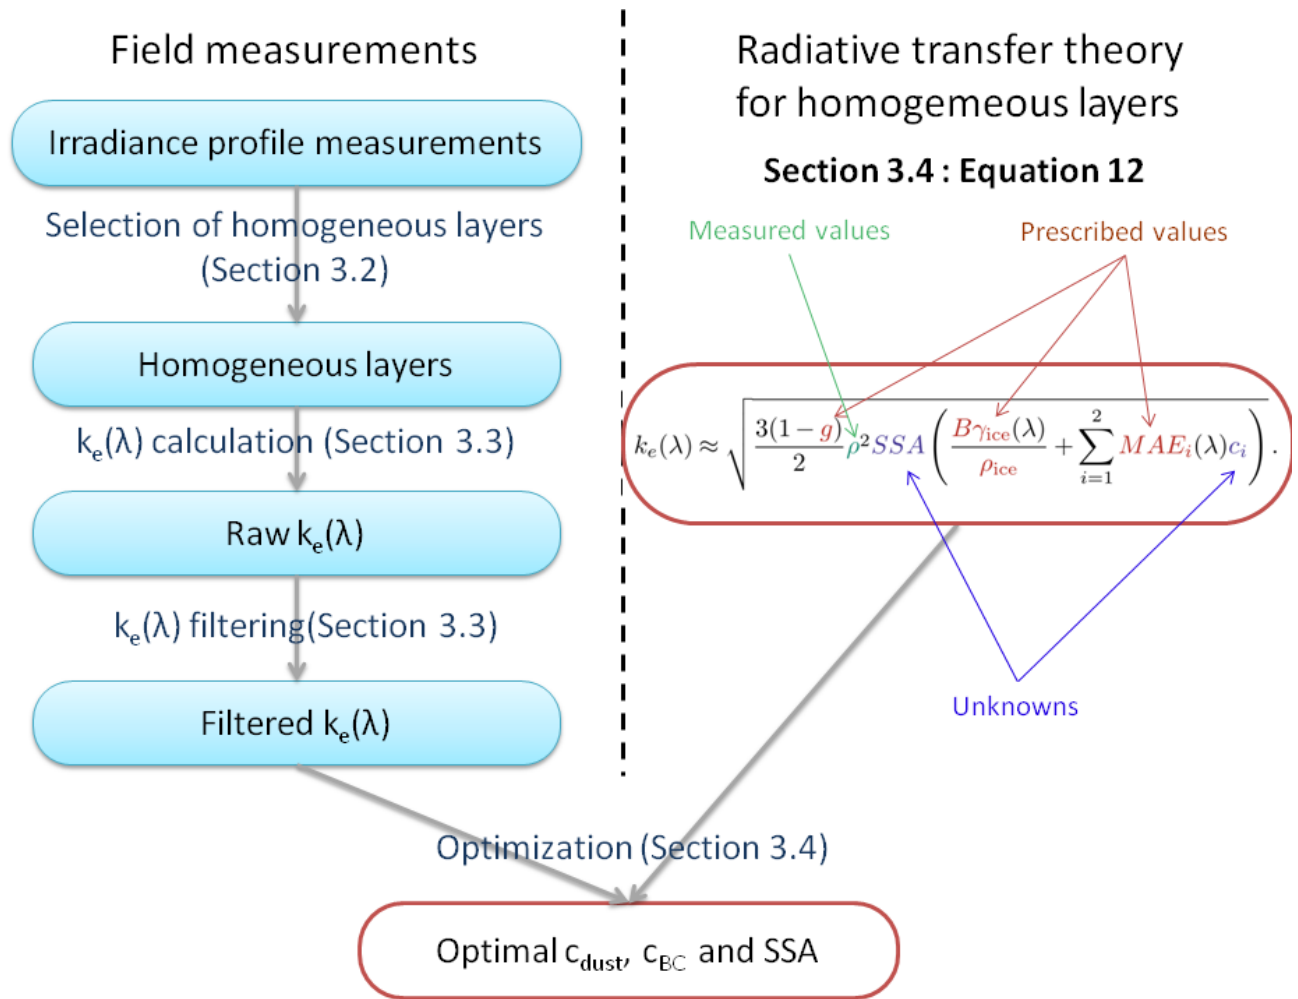 Field measurements
Irradiance profile measurements
Selection of homogeneous layers
(Section 3.2)
Homogeneous layers
kₑ(λ) calculation (Section 3.3)
Raw kₑ(λ)
kₑ(λ) filtering(Section 3.3)
Filtered kₑ(λ)
Radiative transfer theory
for homogemeous layers
Section 3.4 : Equation 12
Measured values
Prescribed values
k_e(λ) ≈ √( 3(1 − g)/2 ρ² SSA ( Bγ_ice(λ)/ρ_ice + ∑_{i=1}^{2} MAE_i(λ)c_i ) ) .
Unknowns
Optimization (Section 3.4)
Optimal c_dust, c_BC and SSA